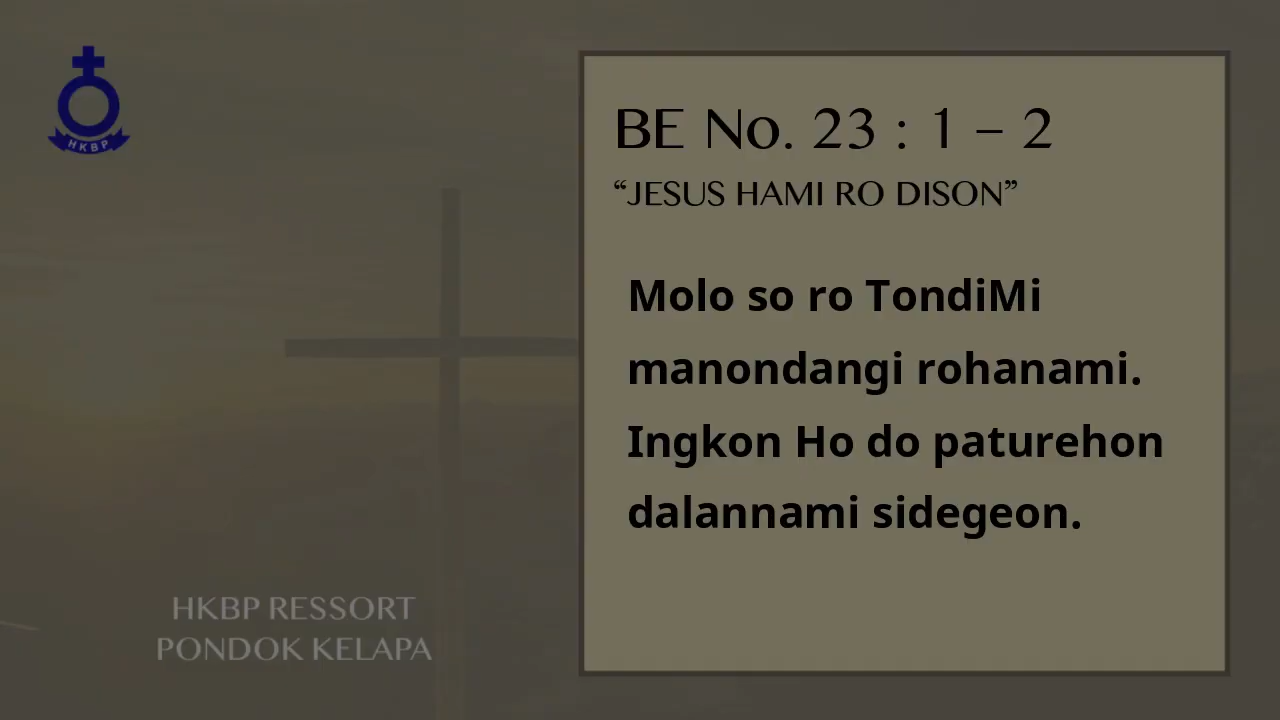 HKBP
BE No. 23 : 1 – 2
“JESUS HAMI RO DISON”
Molo so ro TondiMi
manondangi rohanami.
Ingkon Ho do paturehon
dalannami sidegeon.
HKBP RESSORT
PONDOK KELAPA